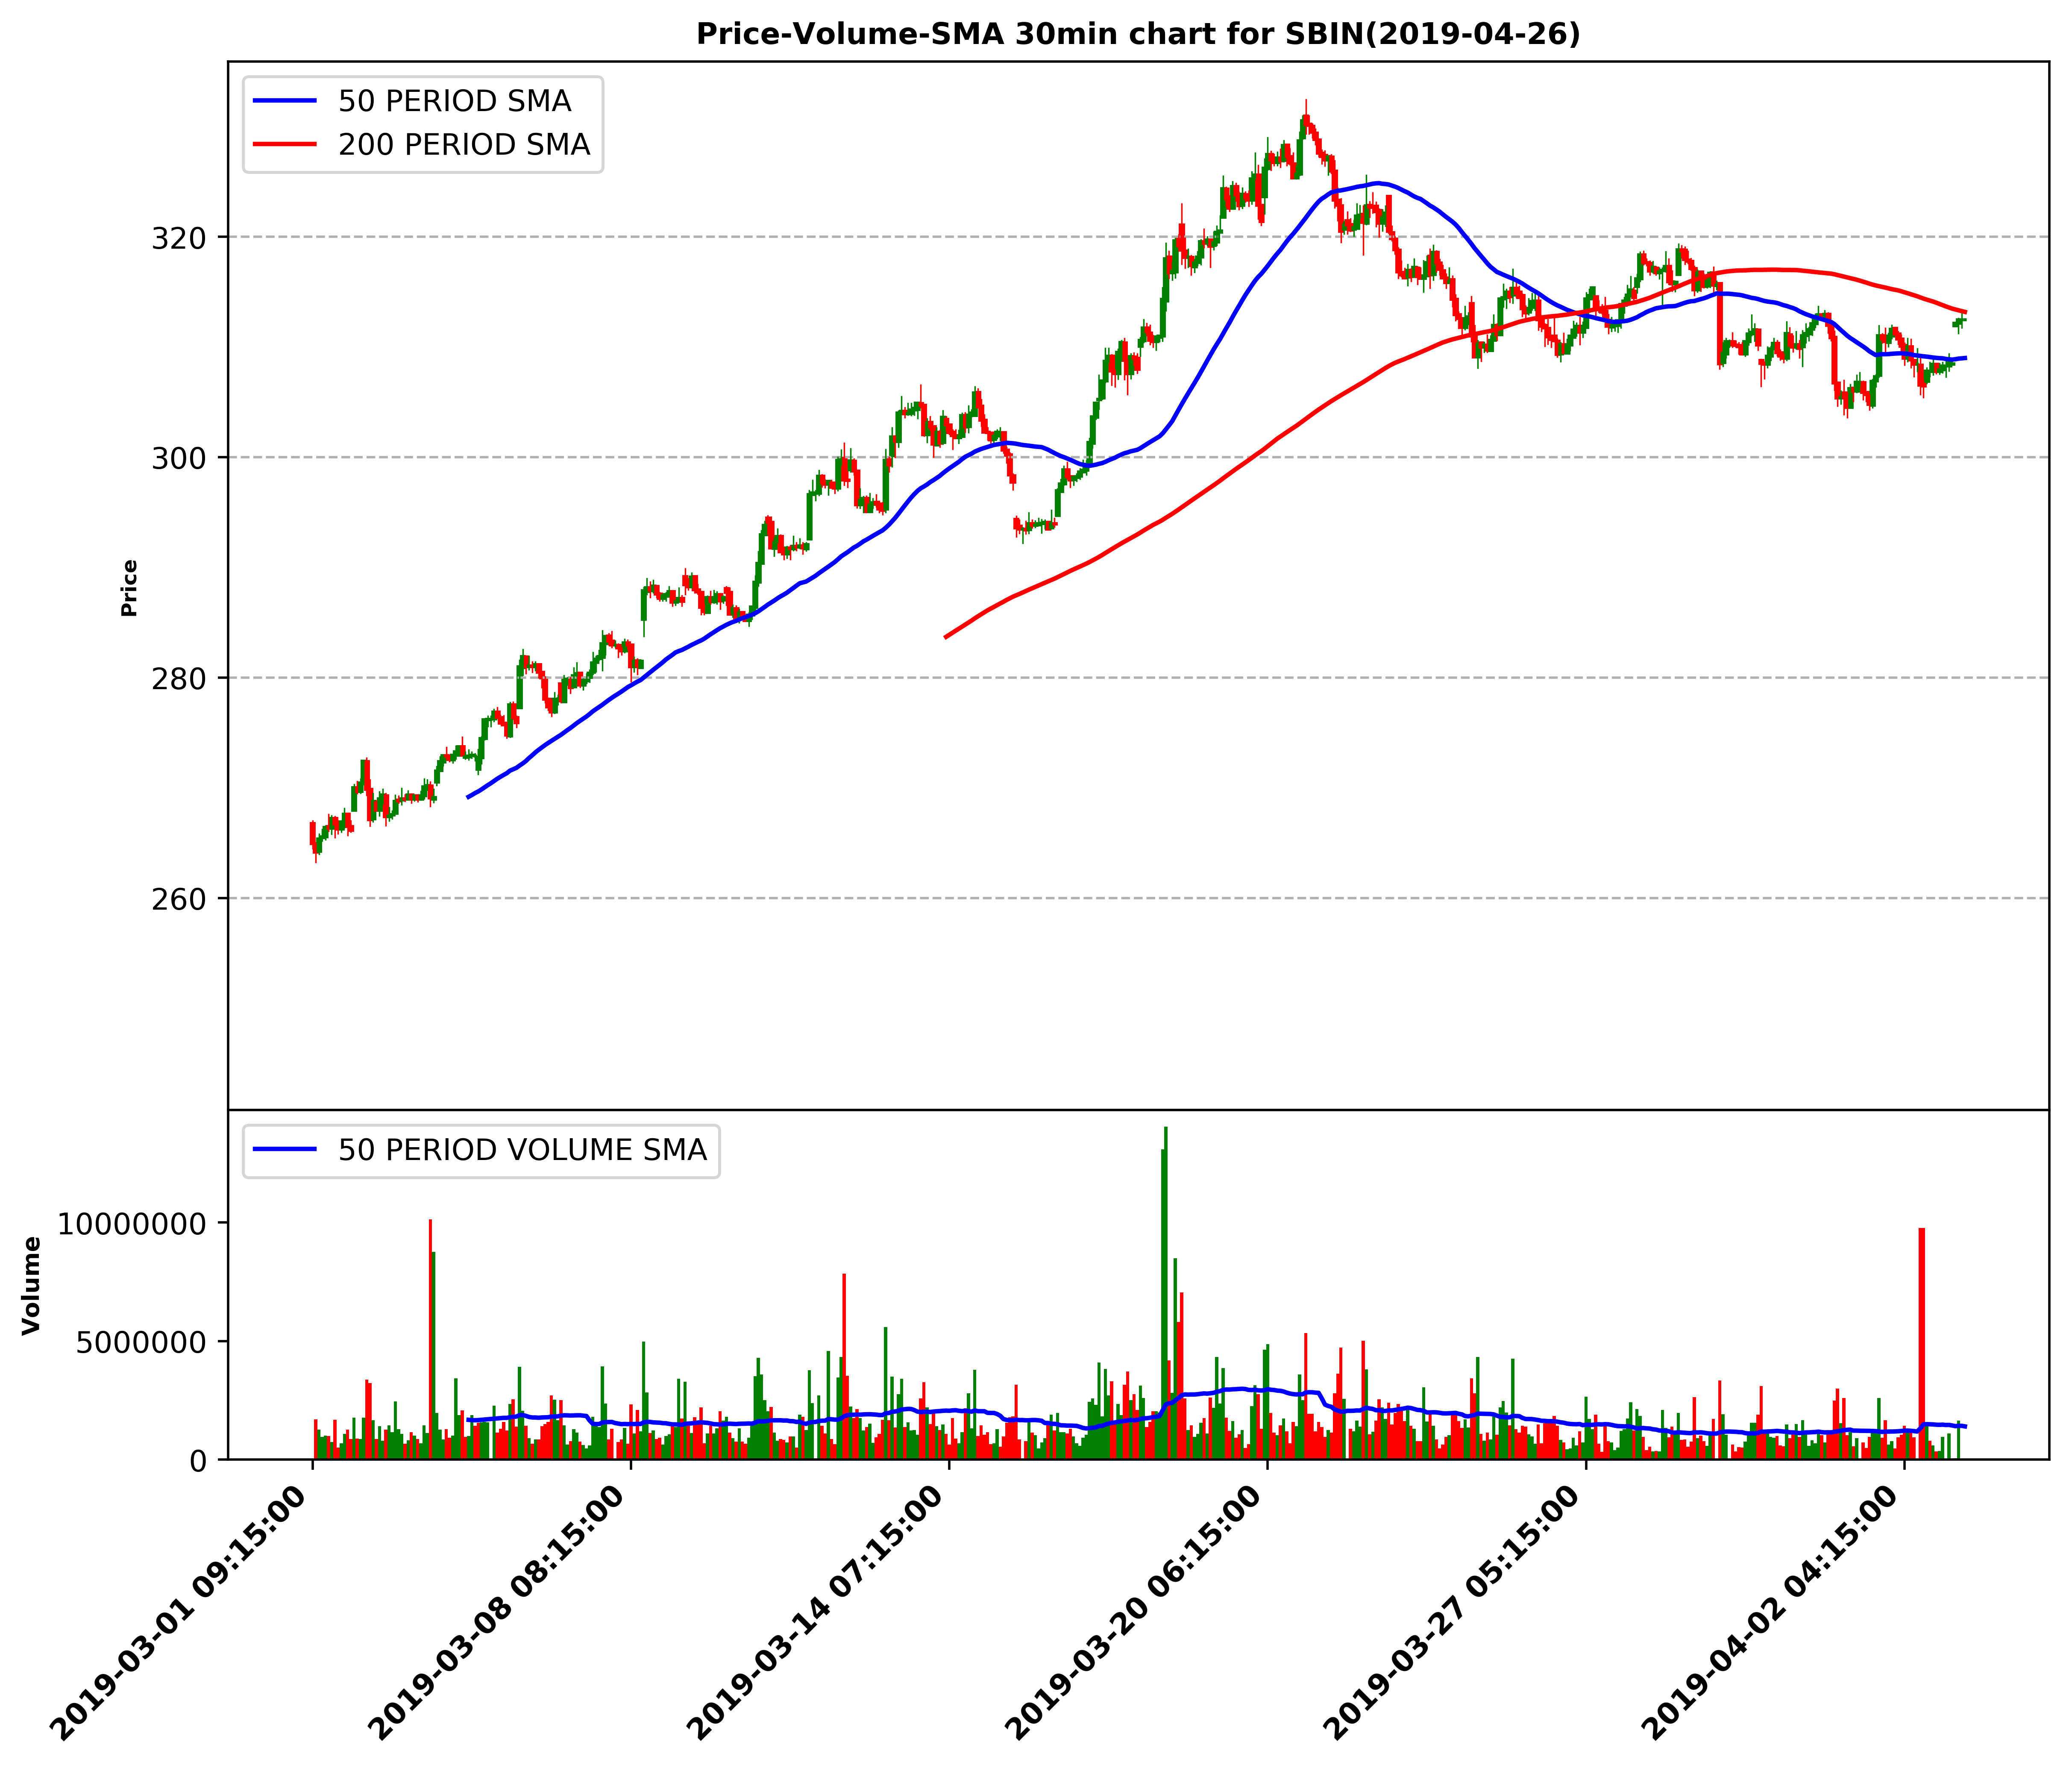 Price-Volume-SMA 30min chart for SBIN(2019-04-26)
50 PERIOD SMA
200 PERIOD SMA
320
300
280
260
Price
50 PERIOD VOLUME SMA
10000000
5000000
0
Volume
2019-03-01 09:15:00
2019-03-08 08:15:00
2019-03-14 07:15:00
2019-03-20 06:15:00
2019-03-27 05:15:00
2019-04-02 04:15:00